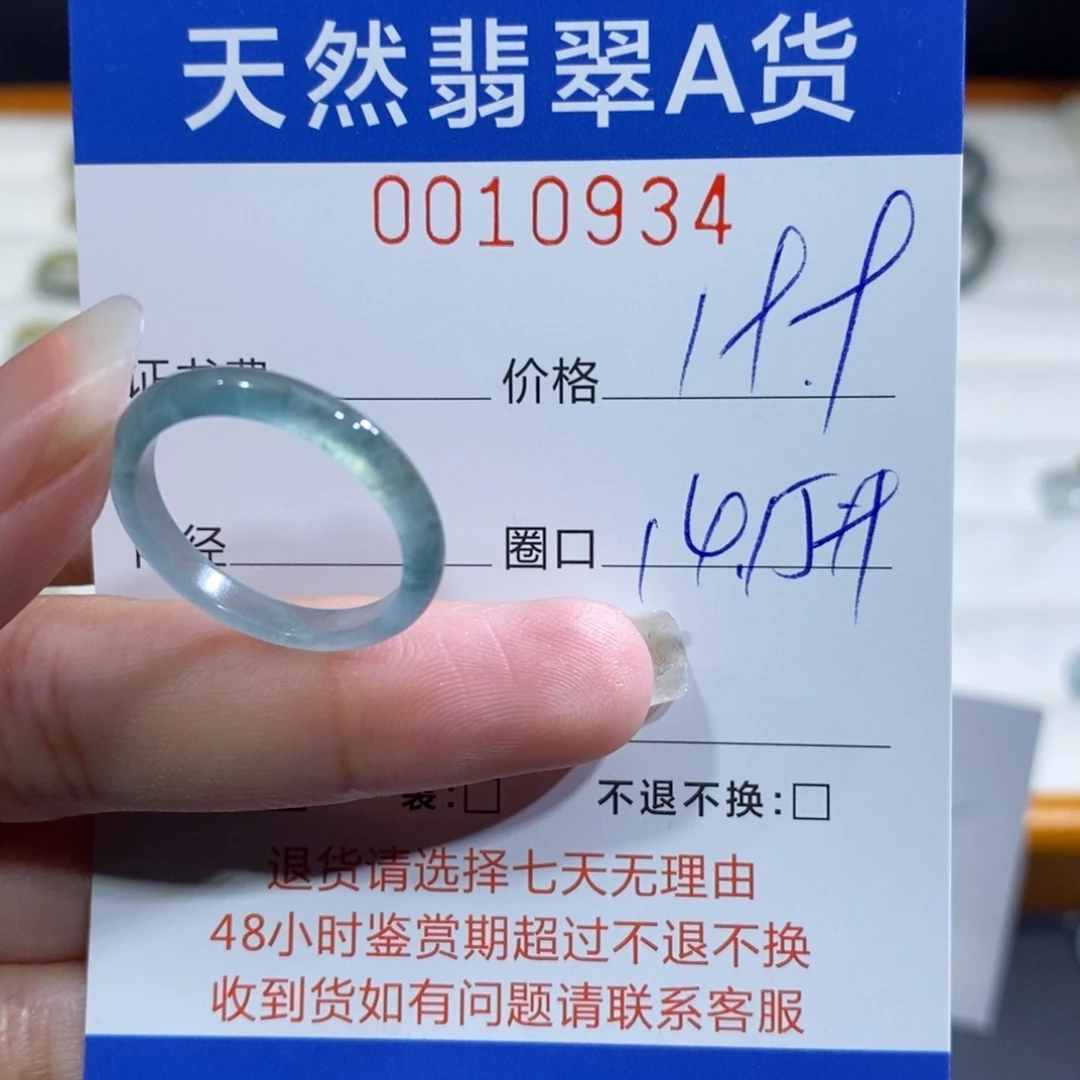 天然翡翠A货
0010934
价格
经
圈口
装:□ 不退不换:□
退货请选择七天无理由
48小时鉴赏期超过不退不换
收到货如有问题请联系客服